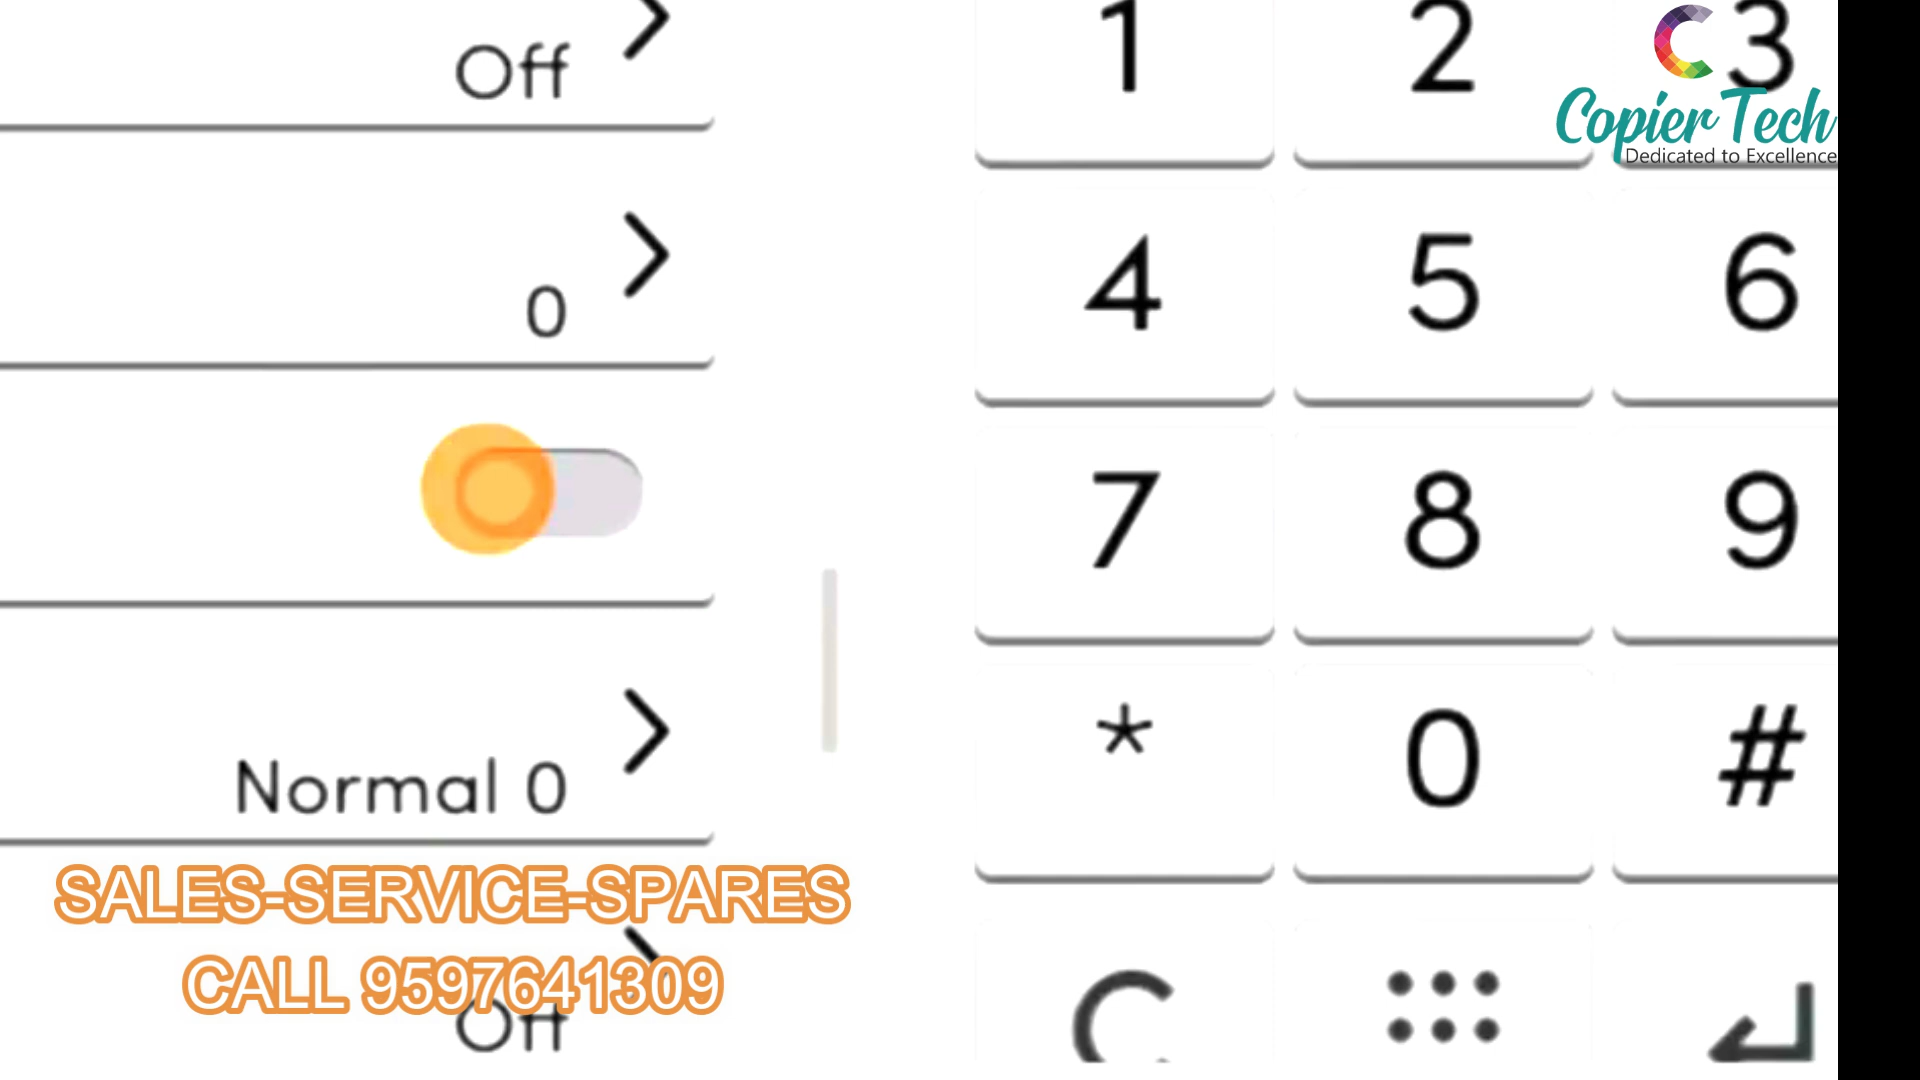 Off
0
Normal 0
Off
1
2
3
4
5
6
7
8
9
*
0
#
C
Copier Tech
Dedicated to Excellence
SALES-SERVICE-SPARES
CALL 9597641309